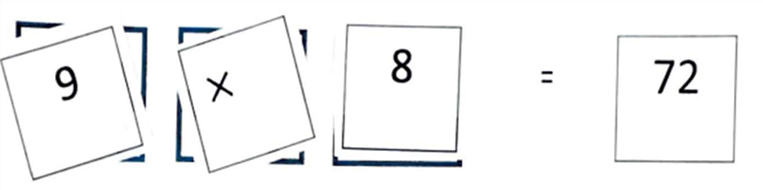 9 × 8 = 72